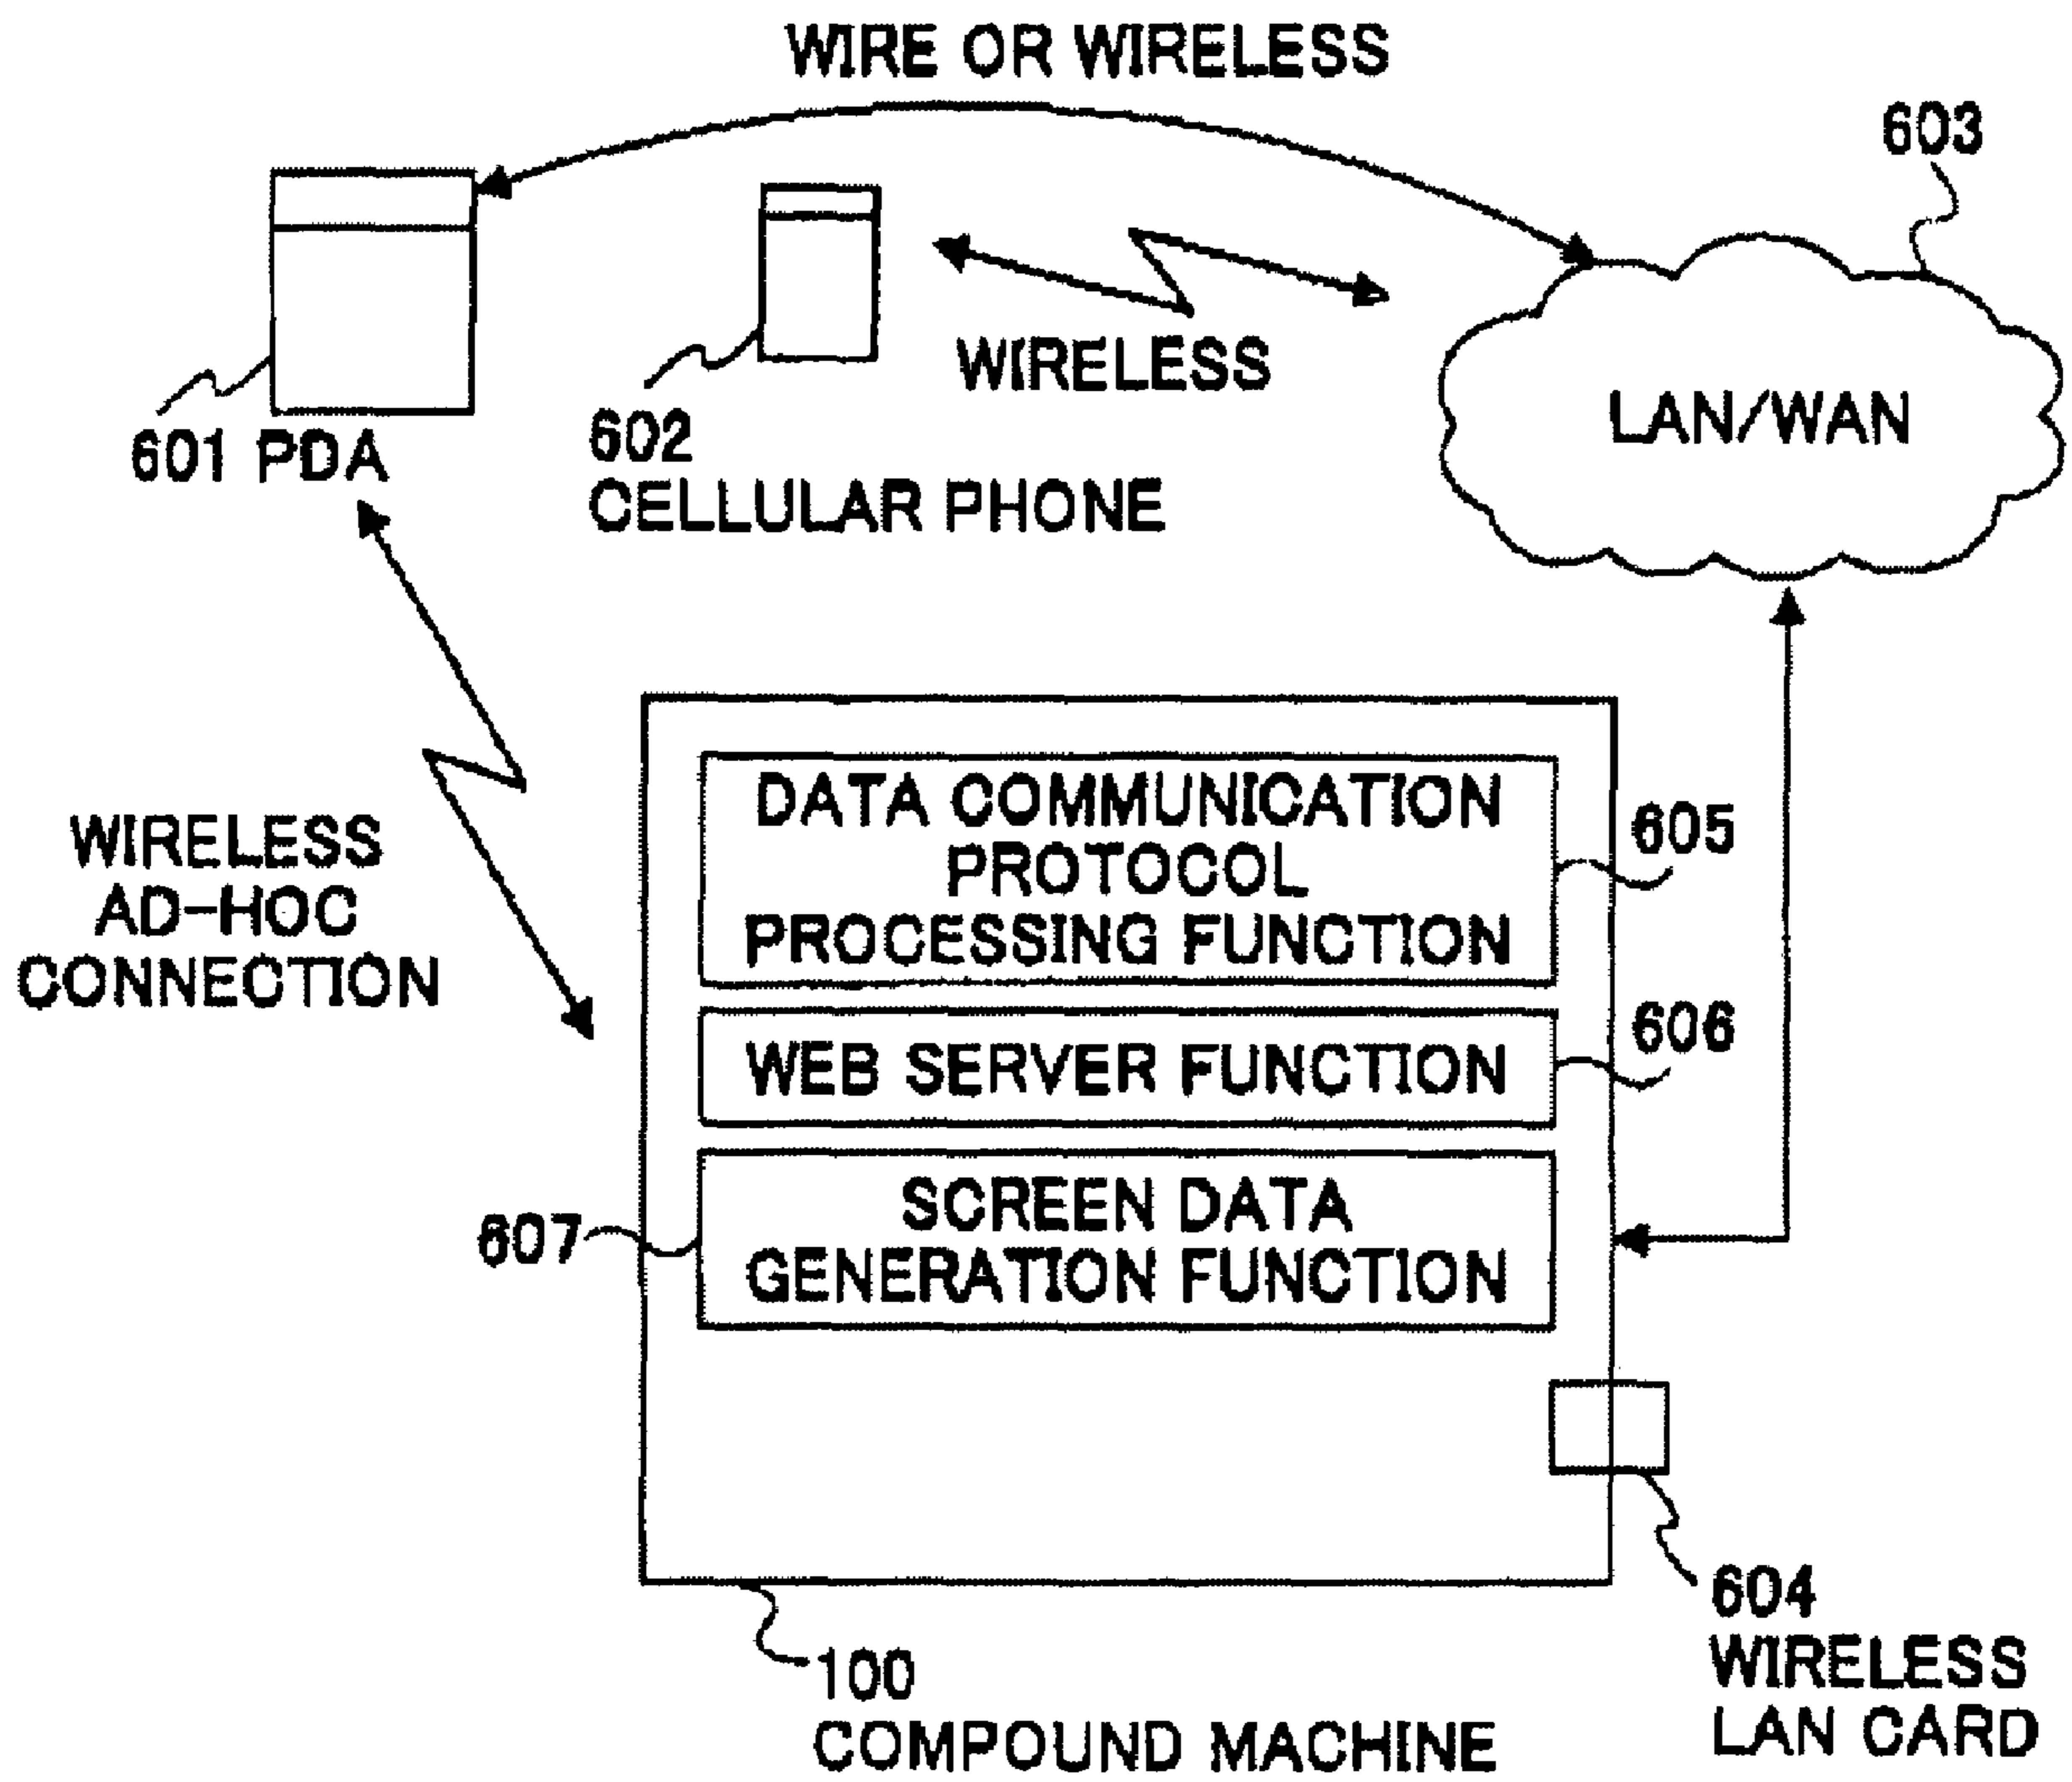 WIRE OR WIRELESS
603
WIRELESS
LAN/WAN
601 PDA
602
CELLULAR PHONE
WIRELESS
AD-HOC
CONNECTION
DATA COMMUNICATION
PROTOCOL
PROCESSING FUNCTION
605
WEB SERVER FUNCTION
606
SCREEN DATA
GENERATION FUNCTION
607
604
WIRELESS
LAN CARD
100
COMPOUND MACHINE